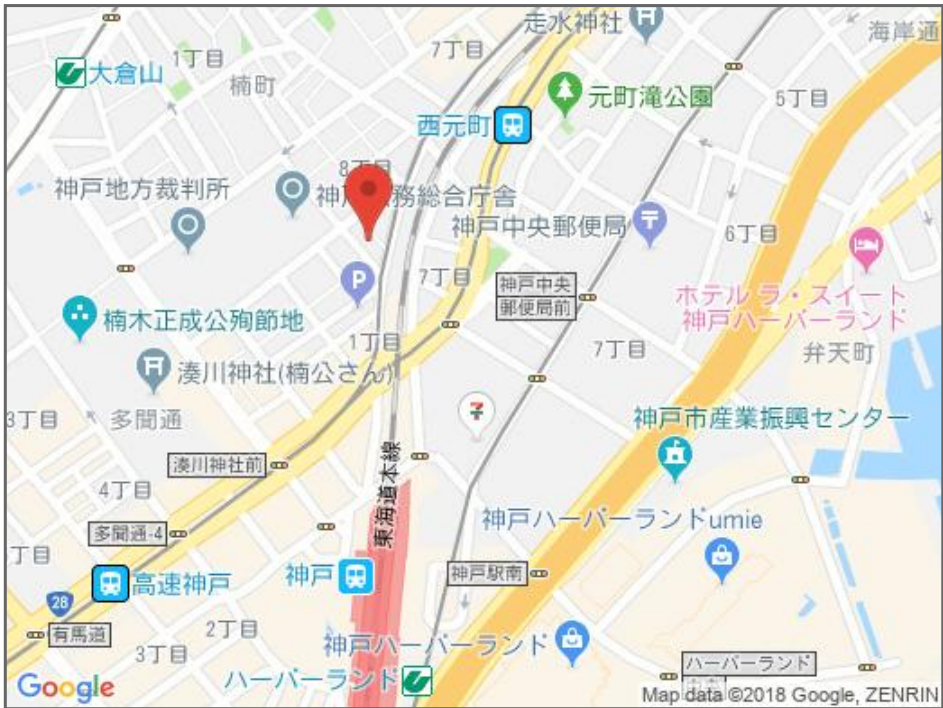 走水神社
7丁目
海岸通
1丁目
大倉山
楠町
元町滝公園
5丁目
西元町
8丁目
神戸地方裁判所
神戸 務総合庁舎
神戸中央郵便局
6丁目
7丁目
神戸中央
郵便局前
ホテル ラ・スイート
神戸ハーバーランド
楠木正成公殉節地
1丁目
7丁目
弁天町
湊川神社(楠公さん)
3丁目
多聞通
神戸市産業振興センター
湊川神社前
東海道本線
4丁目
神戸ハーバーランドumie
多聞通-4
丁目
神戸
神戸駅南
高速神戸
28
有馬道
2丁目
3丁目
神戸ハーバーランド
ハーバーランド
ハーバーランド
P
Google
Map data ©2018 Google, ZENRIN